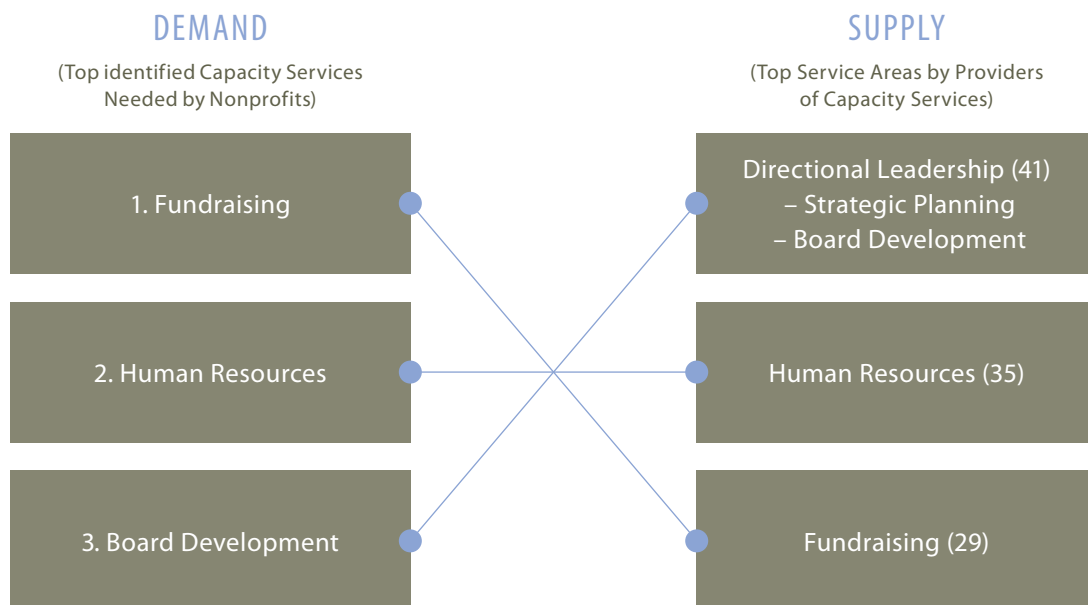 DEMAND
(Top identified Capacity Services
Needed by Nonprofits)
1. Fundraising
2. Human Resources
3. Board Development
SUPPLY
(Top Service Areas by Providers
of Capacity Services)
Directional Leadership (41)
– Strategic Planning
– Board Development
Human Resources (35)
Fundraising (29)